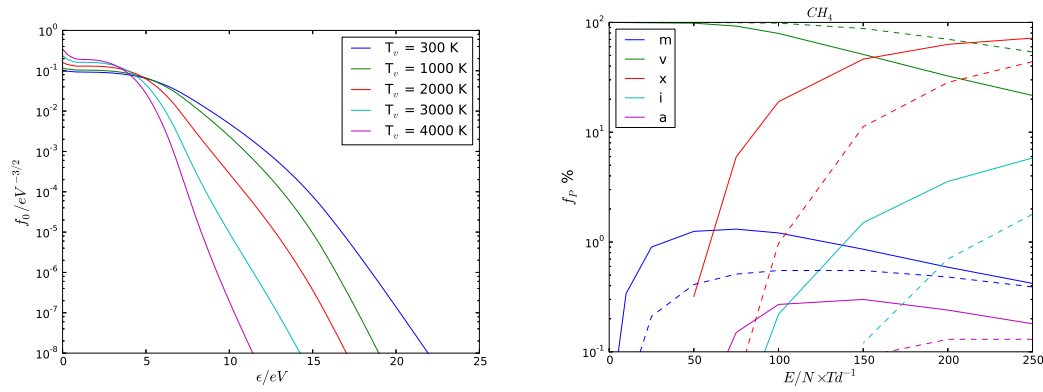 10^0
10^-1
10^-2
10^-3
10^-4
10^-5
10^-6
10^-7
10^-8
f_0/eV^{-3/2}
0 5 10 15 20 25
ϵ/eV
T_v = 300 K
T_v = 1000 K
T_v = 2000 K
T_v = 3000 K
T_v = 4000 K
CH_4
10^2
10^1
10^0
10^-1
f_P %
0 50 100 150 200 250
E/N×Td^{-1}
m
v
x
i
a